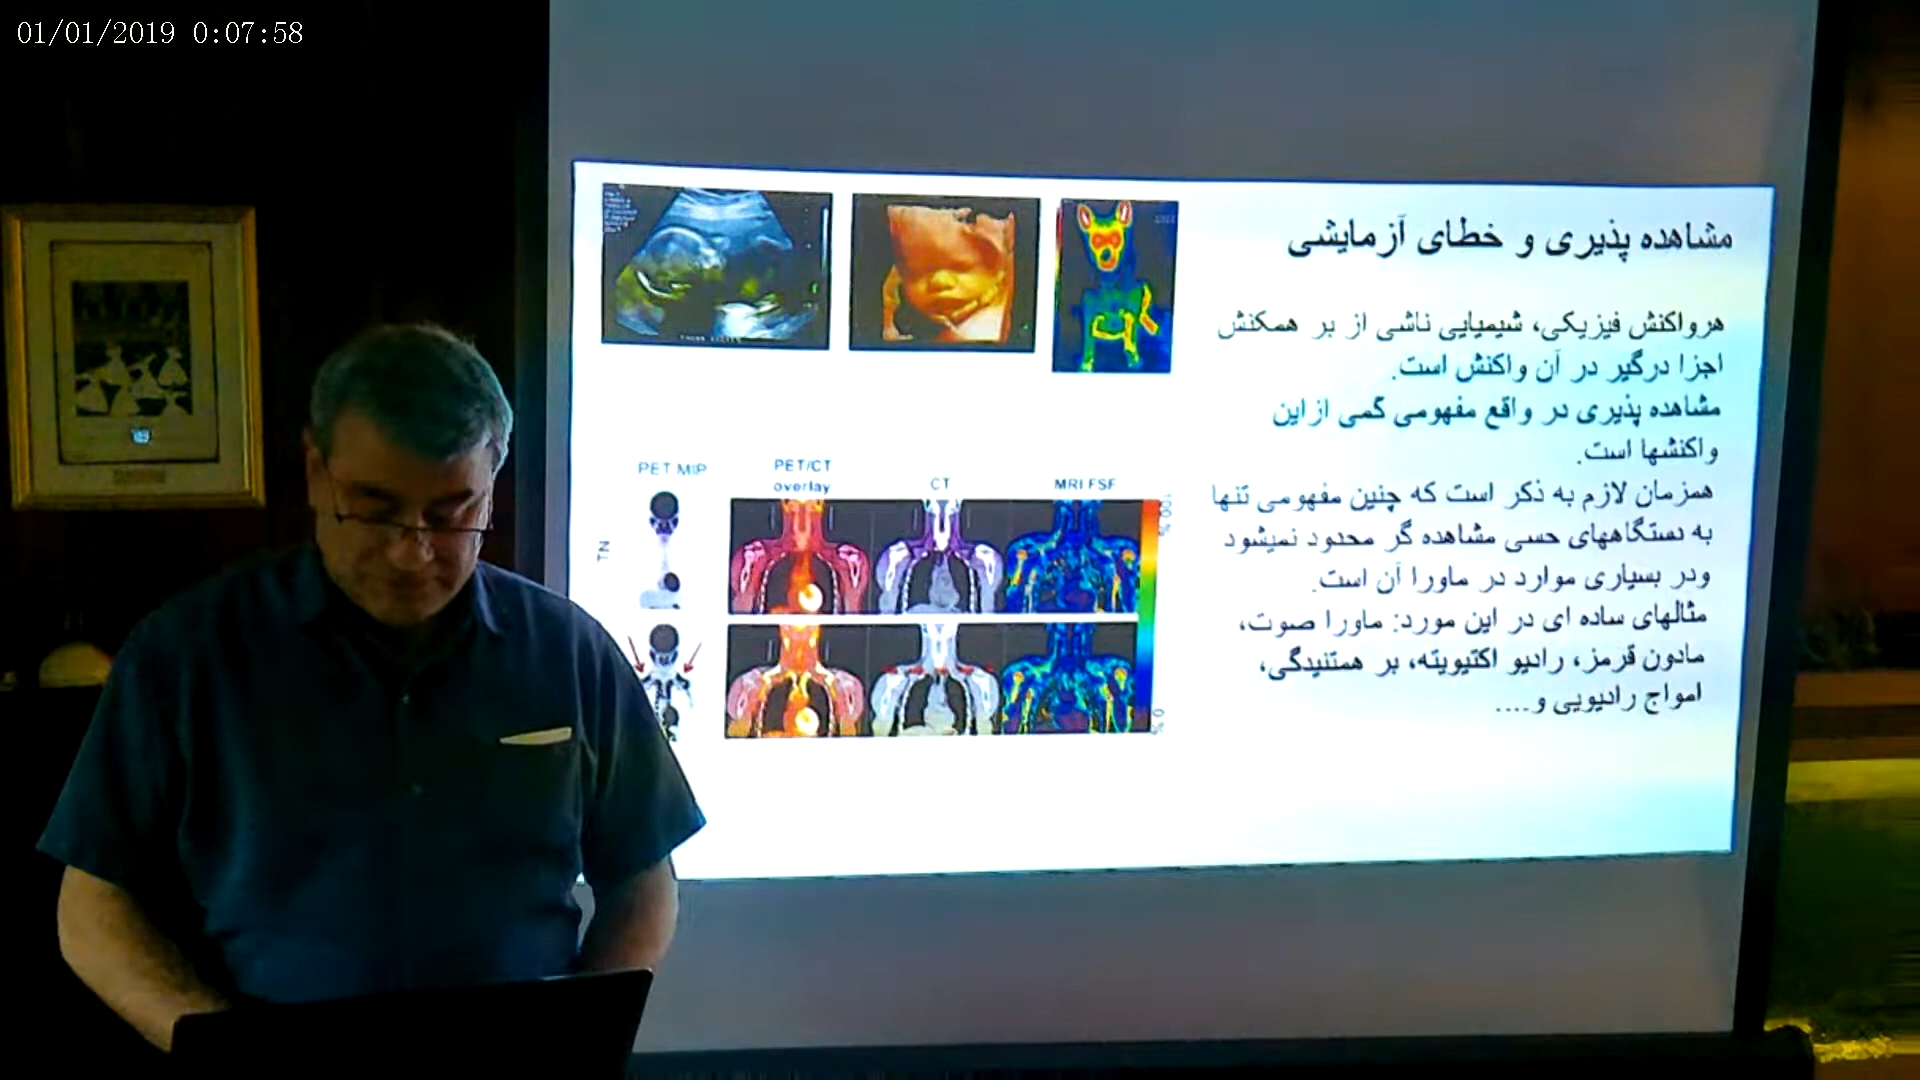 01/01/2019 0:07:58
مشاهده پذیری و خطای آزمایشی
هرواکنش فیزیکی، شیمیایی ناشی از بر همکنش
اجزا درگیر در آن واکنش است.
مشاهده پذیری در واقع مفهومی کمی ازاین
واکنشها است.
همزمان لازم به ذکر است که چنین مفهومی تنها
به دستگاههای حسی مشاهده گر محدود نمیشود
ودر بسیاری موارد در ماورا آن است.
مثالهای ساده ای در این مورد: ماورا صوت،
مادون قرمز، رادیو اکتیویته، بر همتنیدگی،
امواج رادیویی و....
PET MIP
PET/CT
overlay
CT
MRI FSF
TN
100 %
0 %